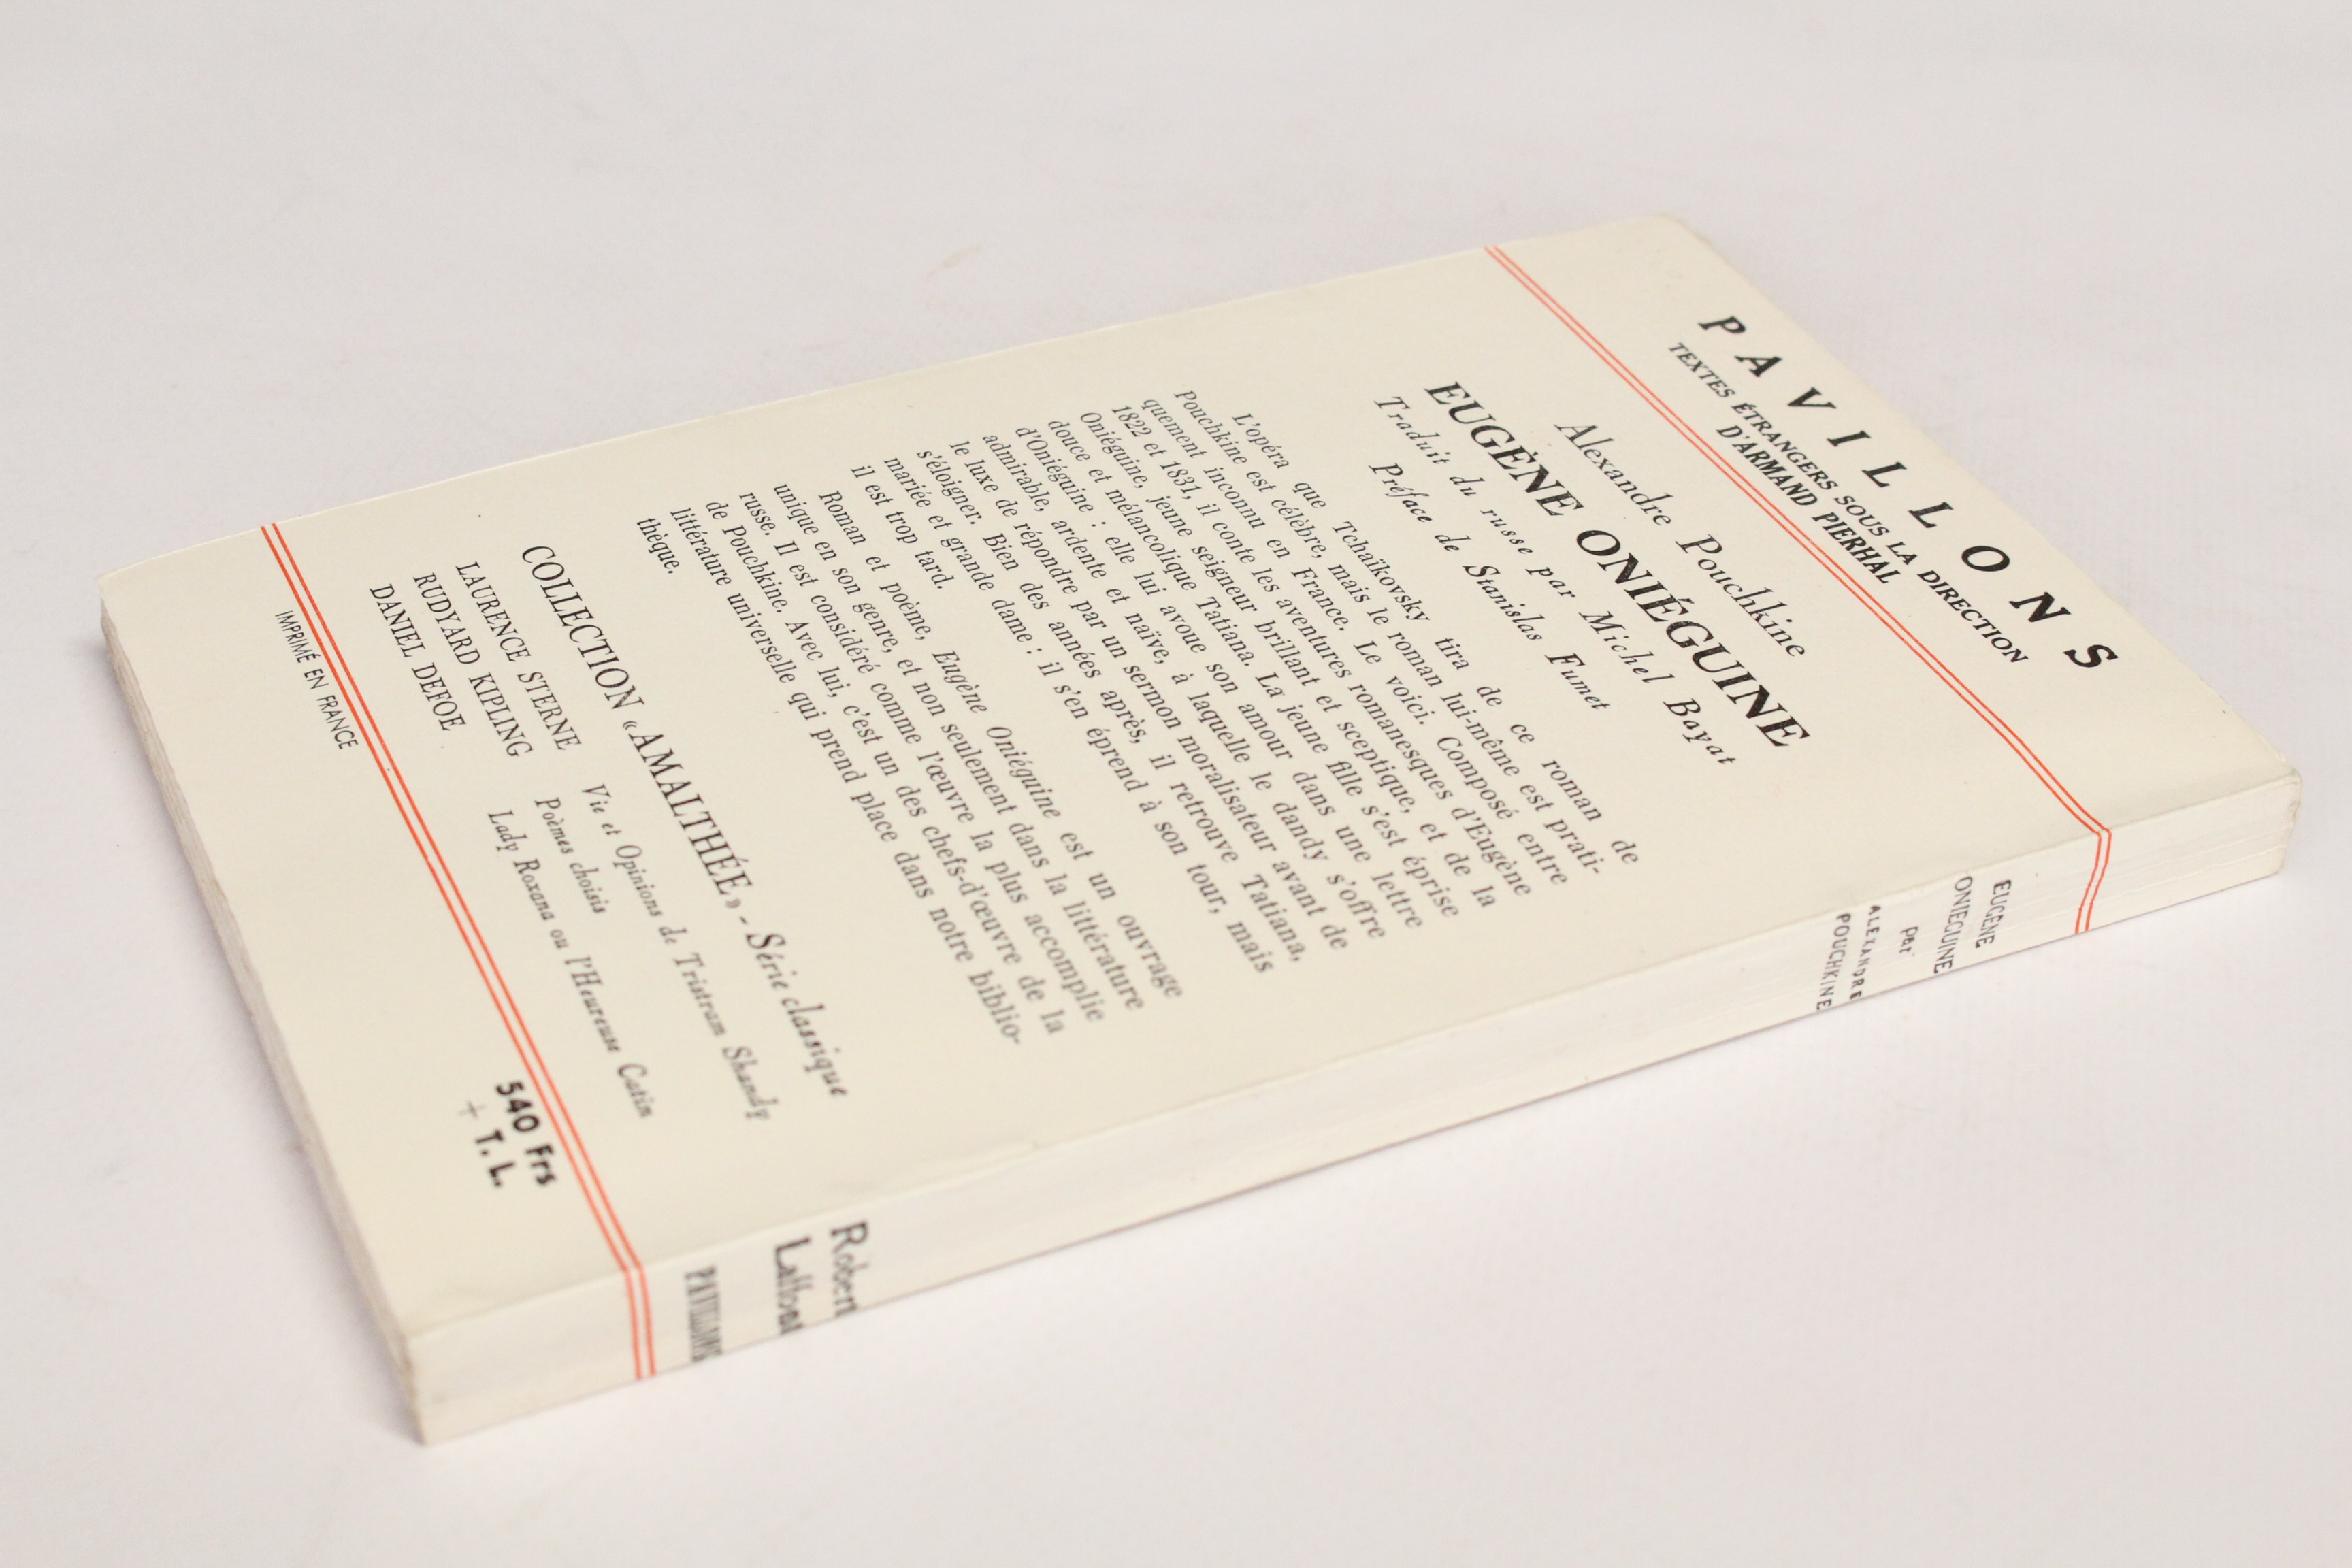 PAVILLONS
TEXTES ÉTRANGERS SOUS LA DIRECTION
D'ARMAND PIERHAL
Alexandre Pouchkine
EUGÈNE ONIÉGUINE
Traduit du russe par Michel Bayat
Préface de Stanislas Fumet
L'opéra que Tchaïkovsky tira de ce roman de
Pouchkine est célèbre, mais le roman lui-même est prati-
quement inconnu en France. Le voici. Composé entre
1822 et 1831, il conte les aventures romanesques d'Eugène
Oniéguine, jeune seigneur brillant et sceptique, et de la
douce et mélancolique Tatiana. La jeune fille s'est éprise
d'Oniéguine : elle lui avoue son amour dans une lettre
admirable, ardente et naïve, à laquelle le dandy s'offre
le luxe de répondre par un sermon moralisateur avant de
s'éloigner. Bien des années après, il retrouve Tatiana,
mariée et grande dame : il s'en éprend à son tour, mais
il est trop tard.
Roman et poème, Eugène Oniéguine est un ouvrage
unique en son genre, et non seulement dans la littérature
russe. Il est considéré comme l'œuvre la plus accomplie
de Pouchkine. Avec lui, c'est un des chefs-d'œuvre de la
littérature universelle qui prend place dans notre biblio-
thèque.
COLLECTION « AMALTHÉE » - Série classique
LAURENCE STERNE Vie et Opinions de Tristram Shandy
RUDYARD KIPLING Poèmes choisis
DANIEL DEFOE Lady Roxana ou l'Heureuse Catin
IMPRIMÉ EN FRANCE
540 Frs
+ T. L.
EUGÈNE
ONIEGUINE
par
ALEXANDRE
POUCHKINE
Robert
Laffont
PAVILLONS